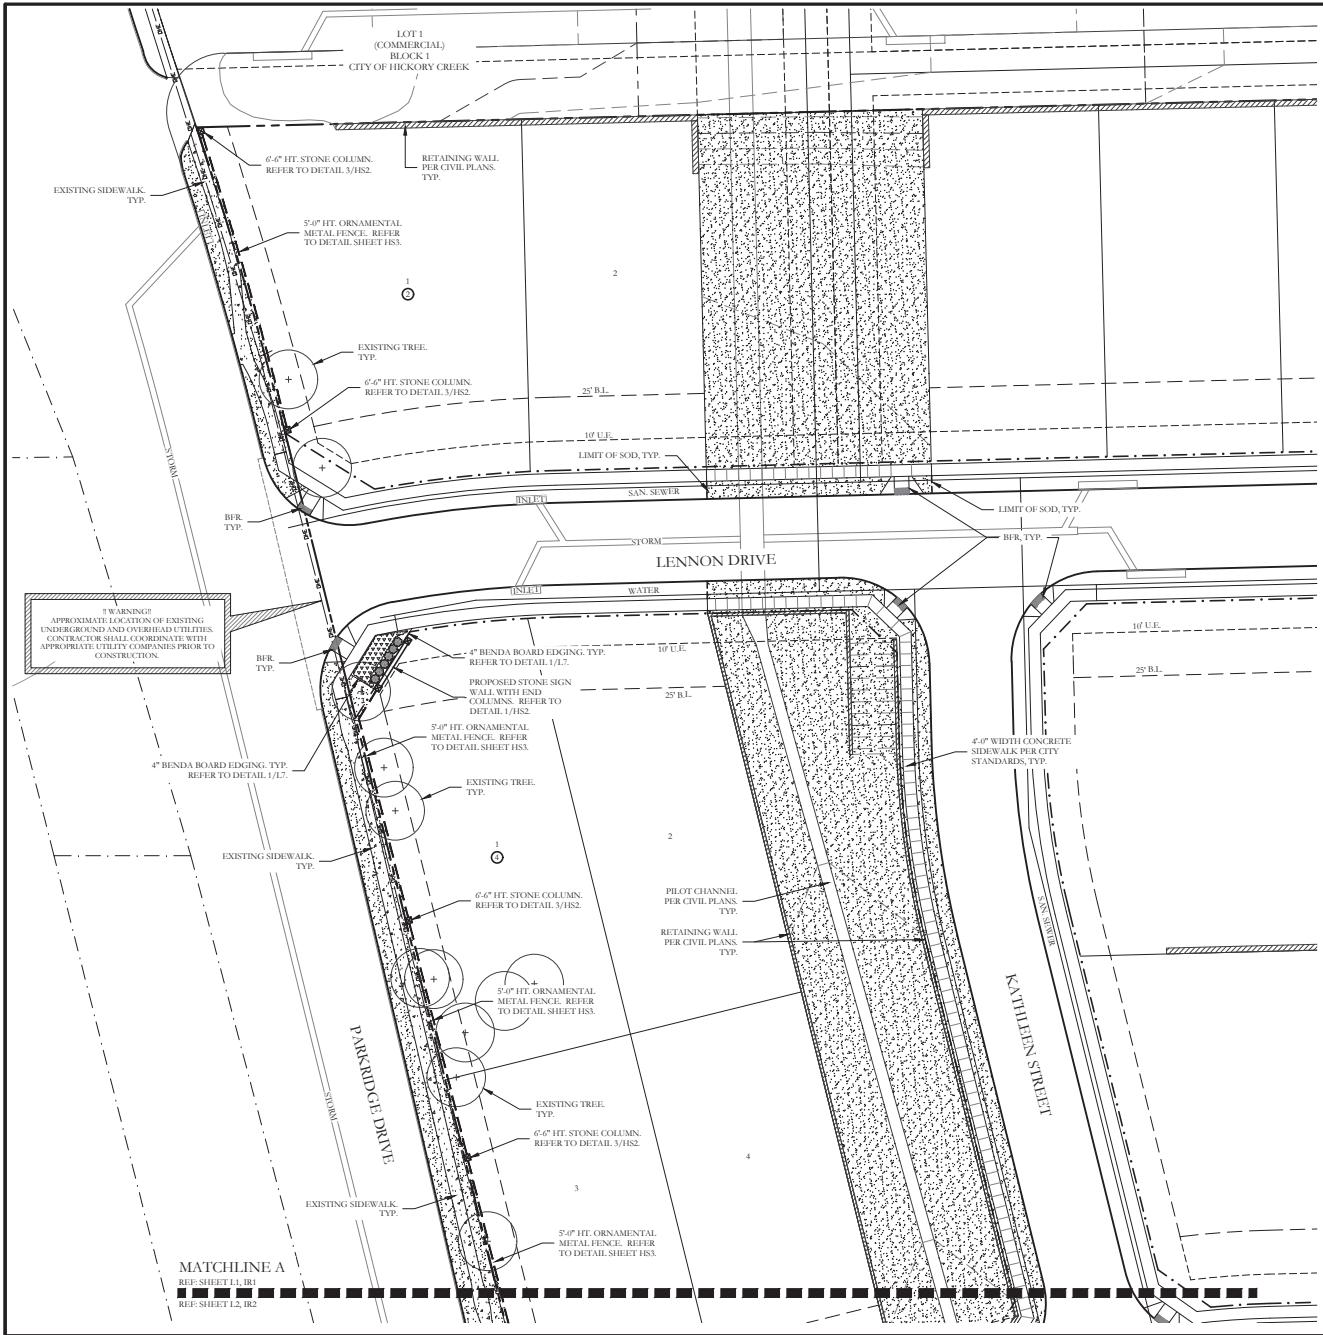 LOT 1
(COMMERCIAL)
BLOCK 1
CITY OF HICKORY CREEK
6'-6" HT. STONE COLUMN.
REFER TO DETAIL 3/HS2.
RETAINING WALL
PER CIVIL PLANS.
TYP.
EXISTING SIDEWALK.
TYP.
INLET
5'-0" HT. ORNAMENTAL
METAL FENCE. REFER
TO DETAIL SHEET HS3.
1
2
2
EXISTING TREE.
TYP.
6'-6" HT. STONE COLUMN.
REFER TO DETAIL 3/HS2.
25' B.L.
10' U.E.
LIMIT OF SOD, TYP.
STORM
SAN. SEWER
INLET
LIMIT OF SOD, TYP.
BFR.
TYP.
BFR, TYP.
STORM
LENNON DRIVE
INLET
WATER
!! WARNING!!
APPROXIMATE LOCATION OF EXISTING
UNDERGROUND AND OVERHEAD UTILITIES.
CONTRACTOR SHALL COORDINATE WITH
APPROPRIATE UTILITY COMPANIES PRIOR TO
CONSTRUCTION.
BFR.
TYP.
4" BENDA BOARD EDGING. TYP.
REFER TO DETAIL 1/L7.
10' U.E.
10' U.E.
PROPOSED STONE SIGN
WALL WITH END
COLUMNS. REFER TO
DETAIL 1/HS2.
25' B.L.
25' B.L.
5'-0" HT. ORNAMENTAL
METAL FENCE. REFER
TO DETAIL SHEET HS3.
4'-0" WIDTH CONCRETE
SIDEWALK PER CITY
STANDARDS, TYP.
4" BENDA BOARD EDGING. TYP.
REFER TO DETAIL 1/L7.
EXISTING TREE.
TYP.
2
1
4
EXISTING SIDEWALK.
TYP.
6'-6" HT. STONE COLUMN.
REFER TO DETAIL 3/HS2.
PILOT CHANNEL
PER CIVIL PLANS.
TYP.
RETAINING WALL
PER CIVIL PLANS.
TYP.
SAN. SEWER
5'-0" HT. ORNAMENTAL
METAL FENCE. REFER
TO DETAIL SHEET HS3.
KATHLEEN STREET
PARKRIDGE DRIVE
STORM
EXISTING TREE.
TYP.
6'-6" HT. STONE COLUMN.
REFER TO DETAIL 3/HS2.
4
3
EXISTING SIDEWALK.
TYP.
5'-0" HT. ORNAMENTAL
METAL FENCE. REFER
TO DETAIL SHEET HS3.
MATCHLINE A
REF: SHEET L1, IR1
REF: SHEET L2, IR2